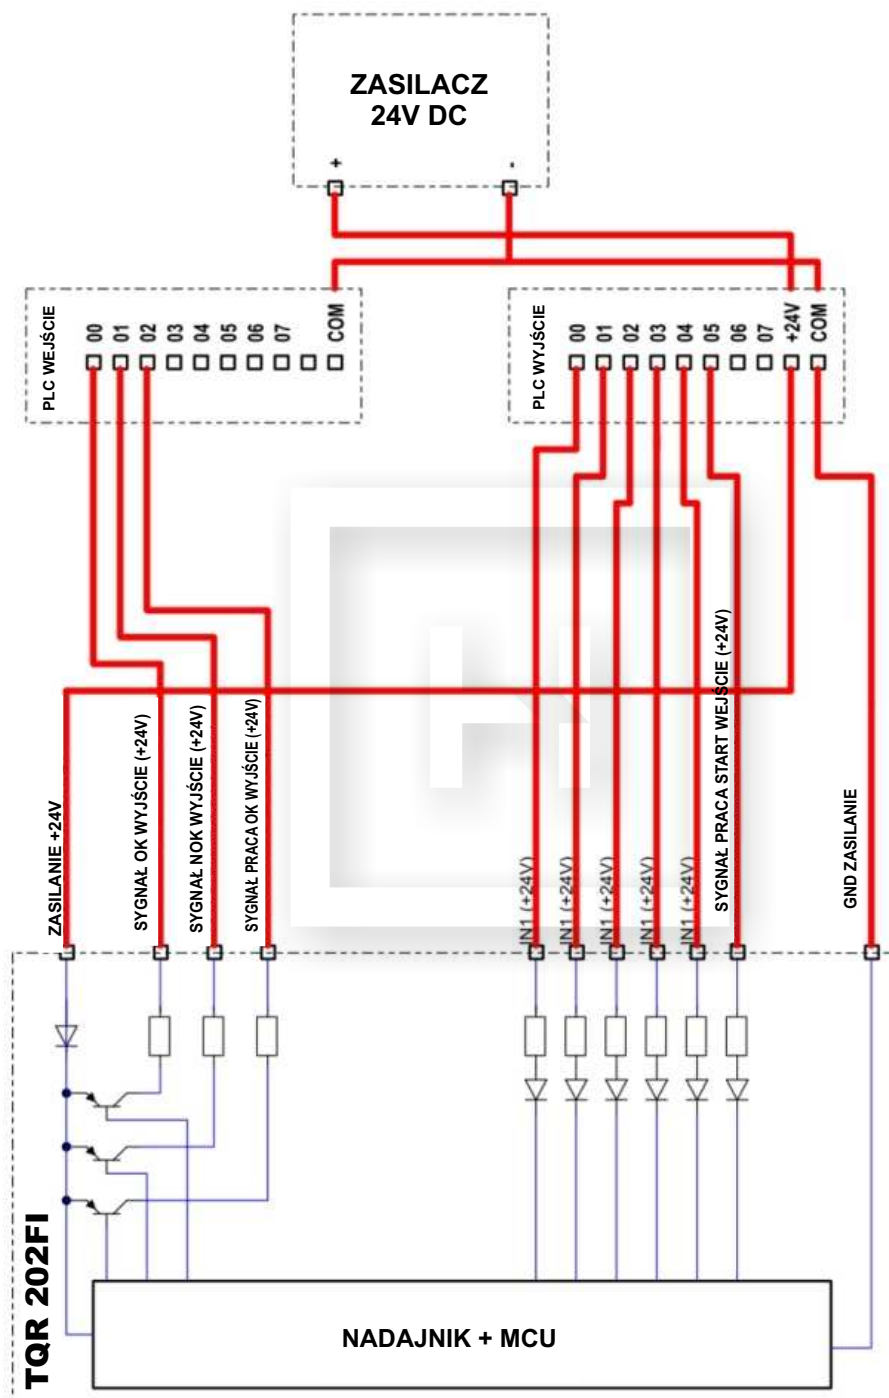 ZASILACZ
24V DC
+
-
PLC WEJŚCIE
00
01
02
03
04
05
06
07
COM
PLC WYJŚCIE
00
01
02
03
04
05
06
07
+24V
COM
ZASILANIE +24V
SYGNAŁ OK WYJŚCIE (+24V)
SYGNAŁ NOK WYJŚCIE (+24V)
SYGNAŁ PRACA OK WYJŚCIE (+24V)
IN1 (+24V)
IN1 (+24V)
IN1 (+24V)
IN1 (+24V)
IN1 (+24V)
SYGNAŁ PRACA START WEJŚCIE (+24V)
GND ZASILANIE
TQR 202FI
NADAJNIK + MCU